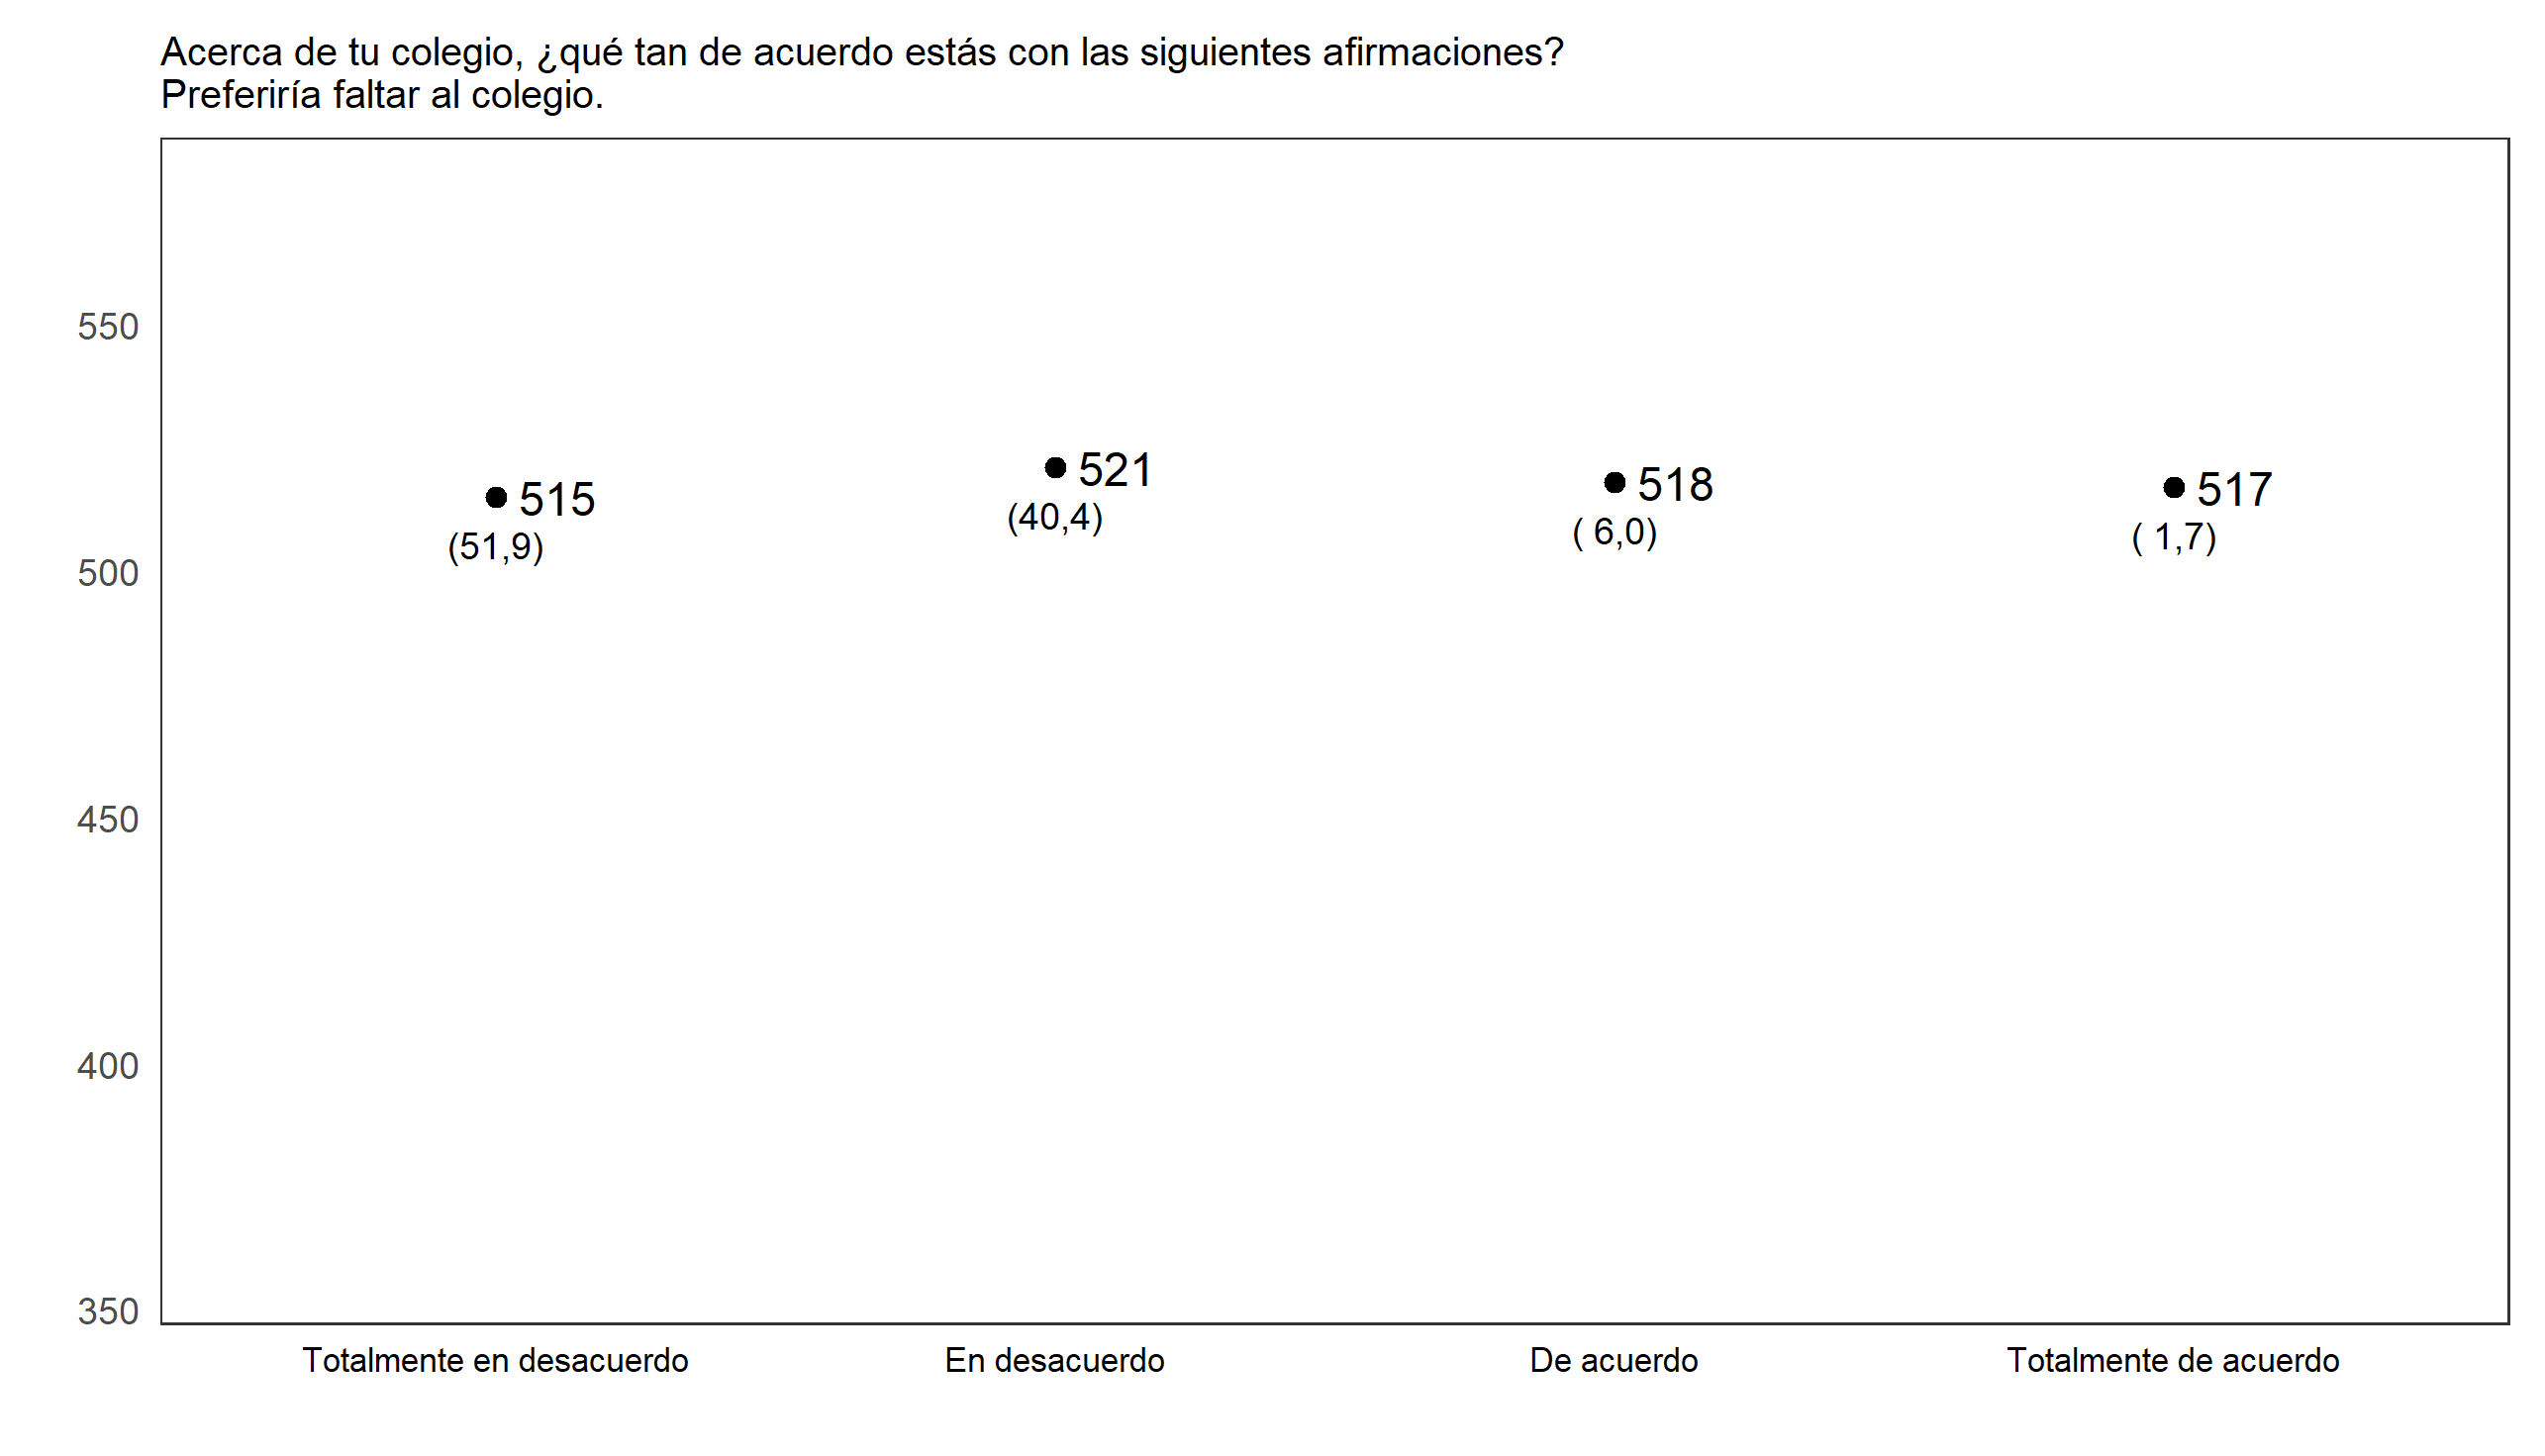 Acerca de tu colegio, ¿qué tan de acuerdo estás con las siguientes afirmaciones?
Preferiría faltar al colegio.
550
500
450
400
350
515
(51,9)
521
(40,4)
518
( 6,0)
517
( 1,7)
Totalmente en desacuerdo
En desacuerdo
De acuerdo
Totalmente de acuerdo